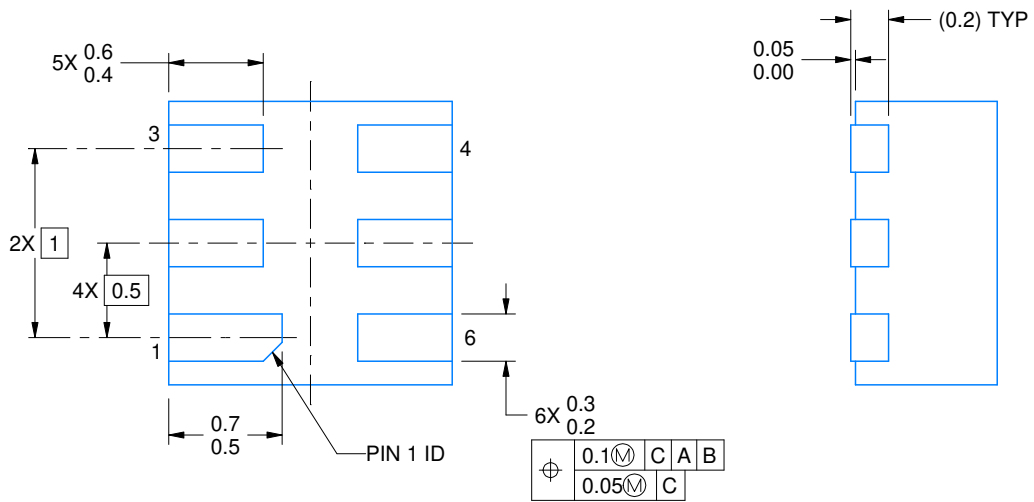 5X 0.6
0.4
0.05
0.00
(0.2) TYP
3
4
2X 1
4X 0.5
1
6
0.7
0.5
PIN 1 ID
6X 0.3
0.2
⌖ 0.1Ⓜ C A B
0.05Ⓜ C